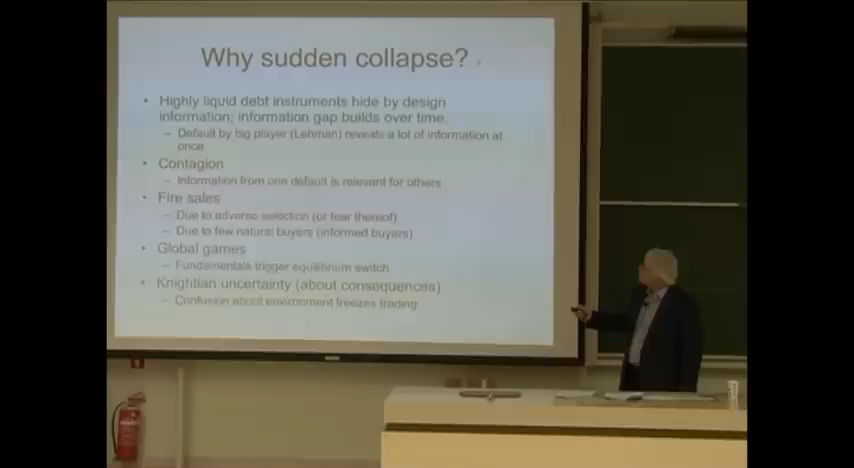 Why sudden collapse?
• Highly liquid debt instruments hide by design
information; information gap builds over time.
– Default by big player (Lehman) reveals a lot of information at
once
• Contagion
– Information from one default is relevant for others
• Fire sales
– Due to adverse selection (or fear thereof)
– Due to few natural buyers (informed buyers)
• Global games
– Fundamentals trigger equilibrium switch
• Knightian uncertainty (about consequences)
– Confusion about environment freezes trading